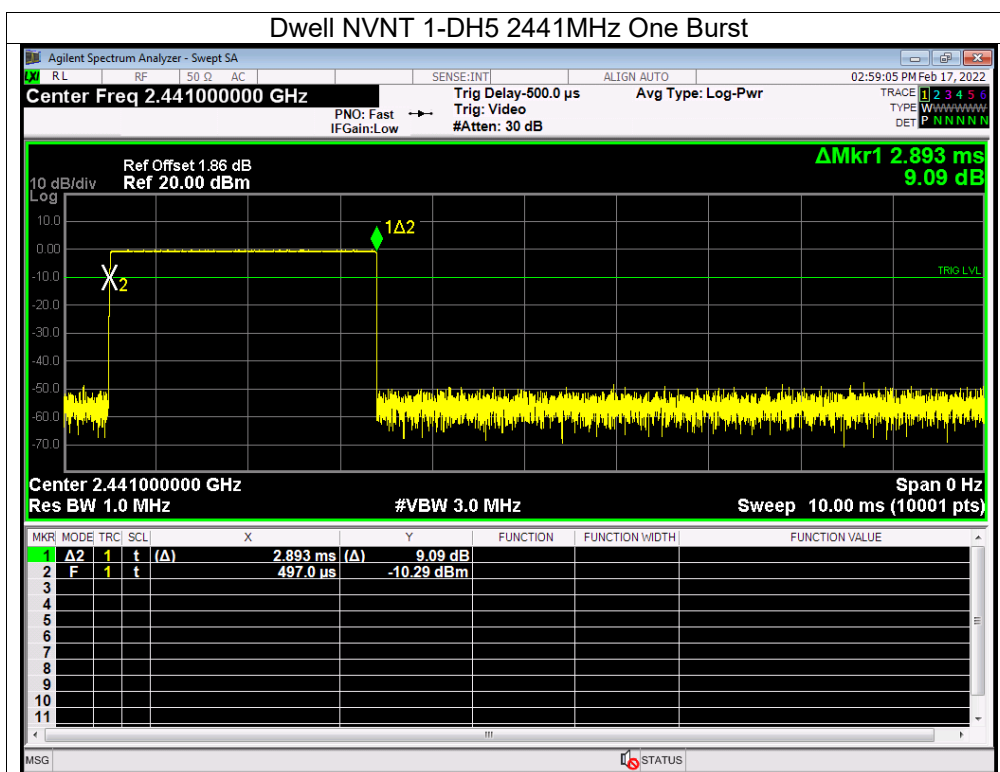 Dwell NVNT 1-DH5 2441MHz One Burst
Agilent Spectrum Analyzer - Swept SA
LXI RL RF 50 Ω AC SENSE:INT ALIGN AUTO 02:59:05 PM Feb 17, 2022
Center Freq 2.441000000 GHz Trig Delay-500.0 μs Avg Type: Log-Pwr TRACE 1 2 3 4 5 6
PNO: Fast Trig: Video TYPE WWWWWW
IFGain:Low #Atten: 30 dB DET P N N N N N
ΔMkr1 2.893 ms
9.09 dB
Ref Offset 1.86 dB
10 dB/div Ref 20.00 dBm
Log
10.0
1Δ2
0.00
-10.0
2
TRIG LVL
-20.0
-30.0
-40.0
-50.0
-60.0
-70.0
Center 2.441000000 GHz Span 0 Hz
Res BW 1.0 MHz #VBW 3.0 MHz Sweep 10.00 ms (10001 pts)
MKR MODE TRC SCL X Y FUNCTION FUNCTION WIDTH FUNCTION VALUE
1 Δ2 1 t (Δ) 2.893 ms (Δ) 9.09 dB
2 F 1 t 497.0 μs -10.29 dBm
3
4
5
6
7
8
9
10
11
MSG STATUS